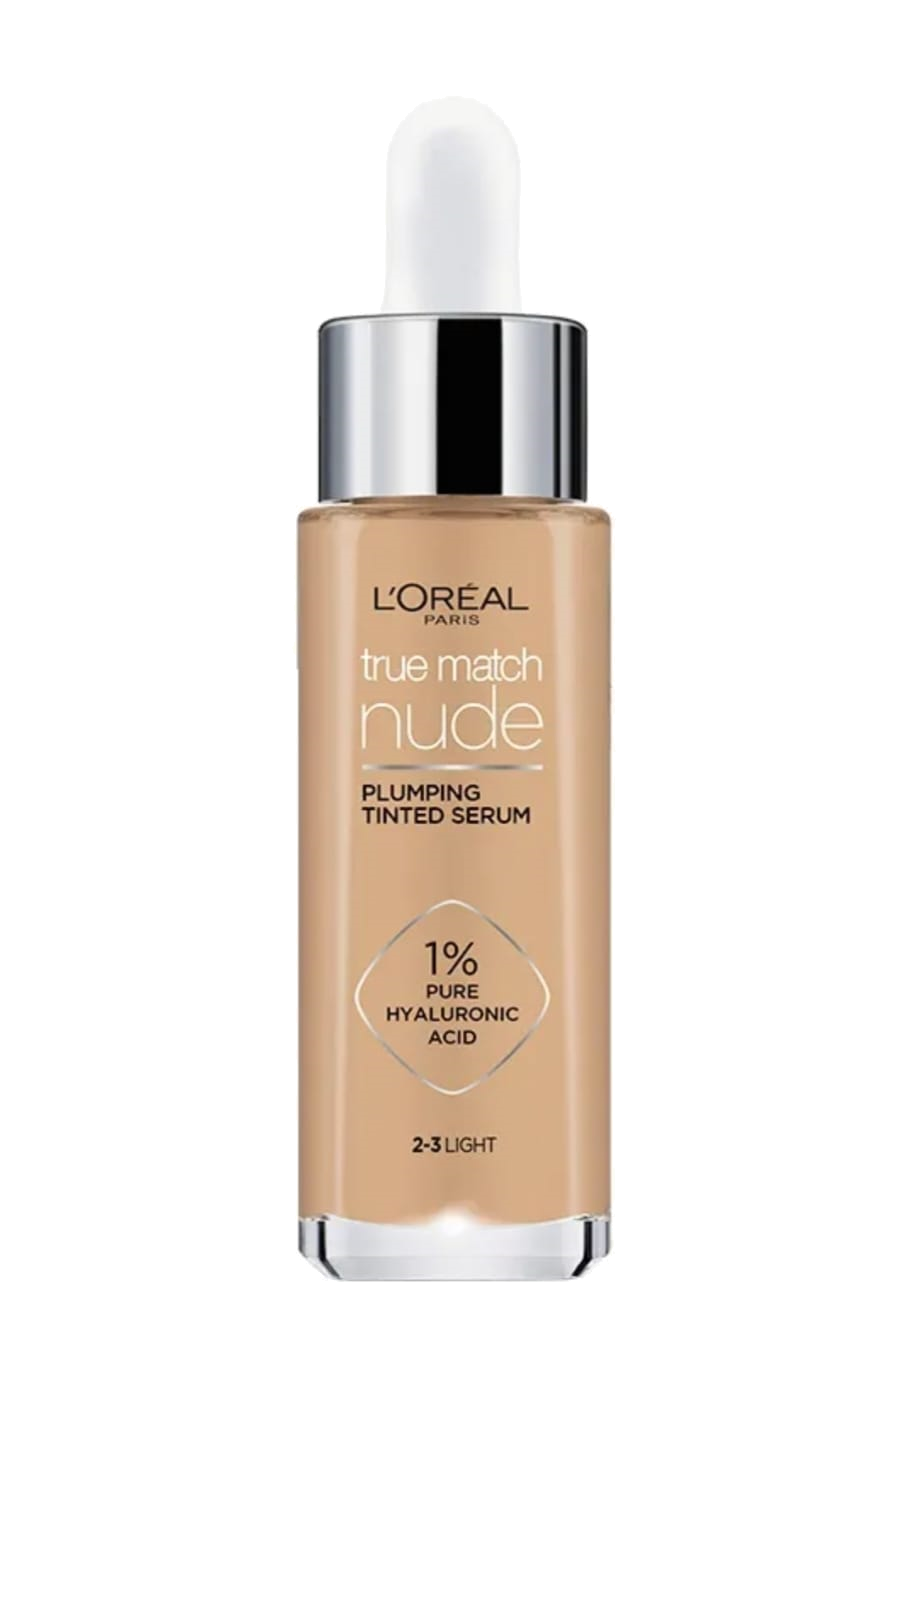 L'ORÉAL
PARIS
true match
nude
PLUMPING
TINTED SERUM
1%
PURE
HYALURONIC
ACID
2-3 LIGHT